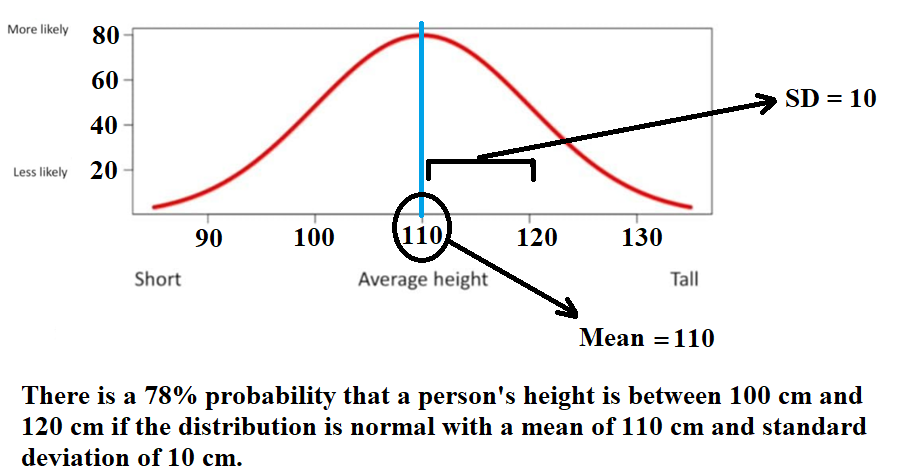 More likely
80
60
40
Less likely
20
SD = 10
90 100 110 120 130
Short Average height Tall
Mean = 110
There is a 78% probability that a person's height is between 100 cm and
120 cm if the distribution is normal with a mean of 110 cm and standard
deviation of 10 cm.